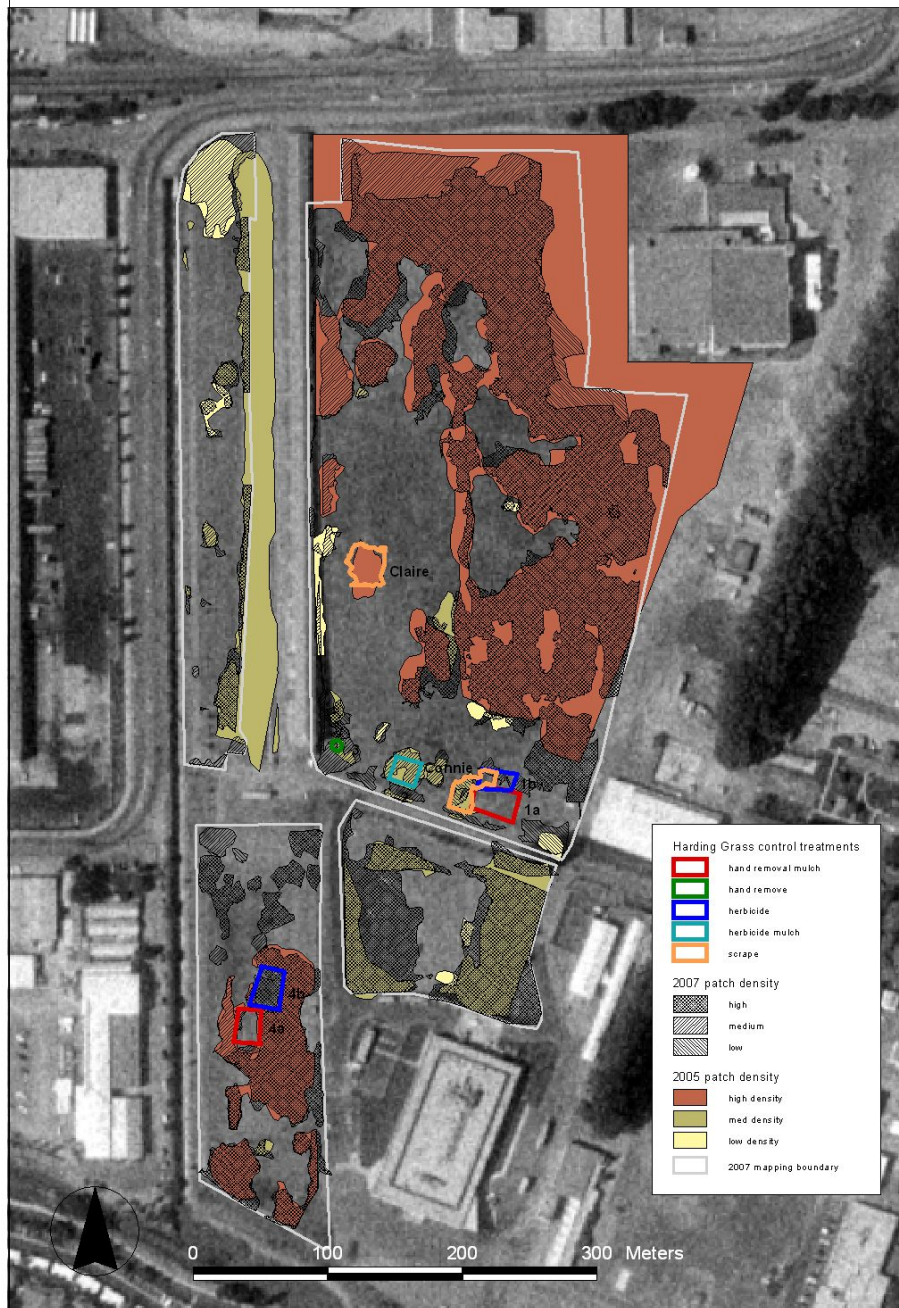 Claire
Connie
1b
1a
4b
4a
Harding Grass control treatments
hand removal mulch
hand remove
herbicide
herbicide mulch
scrape
2007 patch density
high
medium
low
2005 patch density
high density
med density
low density
2007 mapping boundary
0 100 200 300 Meters